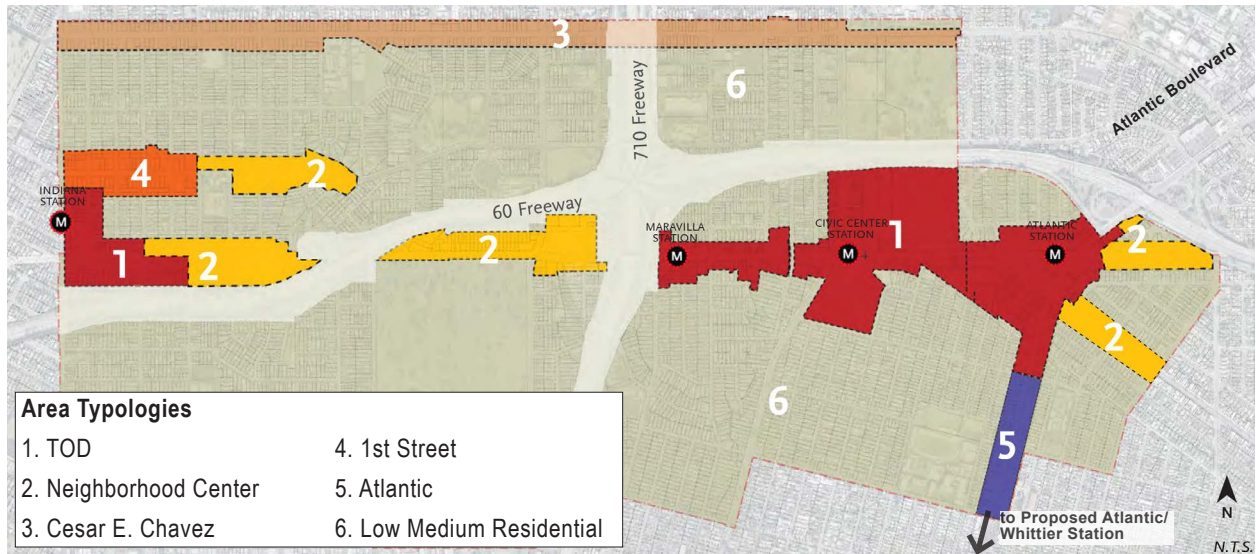 3
6
710 Freeway
Atlantic Boulevard
4
2
INDIANA
STATION
M
60 Freeway
1
2
2
MARAVILLA
STATION
M
CIVIC CENTER
STATION
M
1
ATLANTIC
STATION
M
2
2
6
5
Area Typologies
1. TOD
2. Neighborhood Center
3. Cesar E. Chavez
4. 1st Street
5. Atlantic
6. Low Medium Residential
to Proposed Atlantic/
Whittier Station
N
N.T.S.